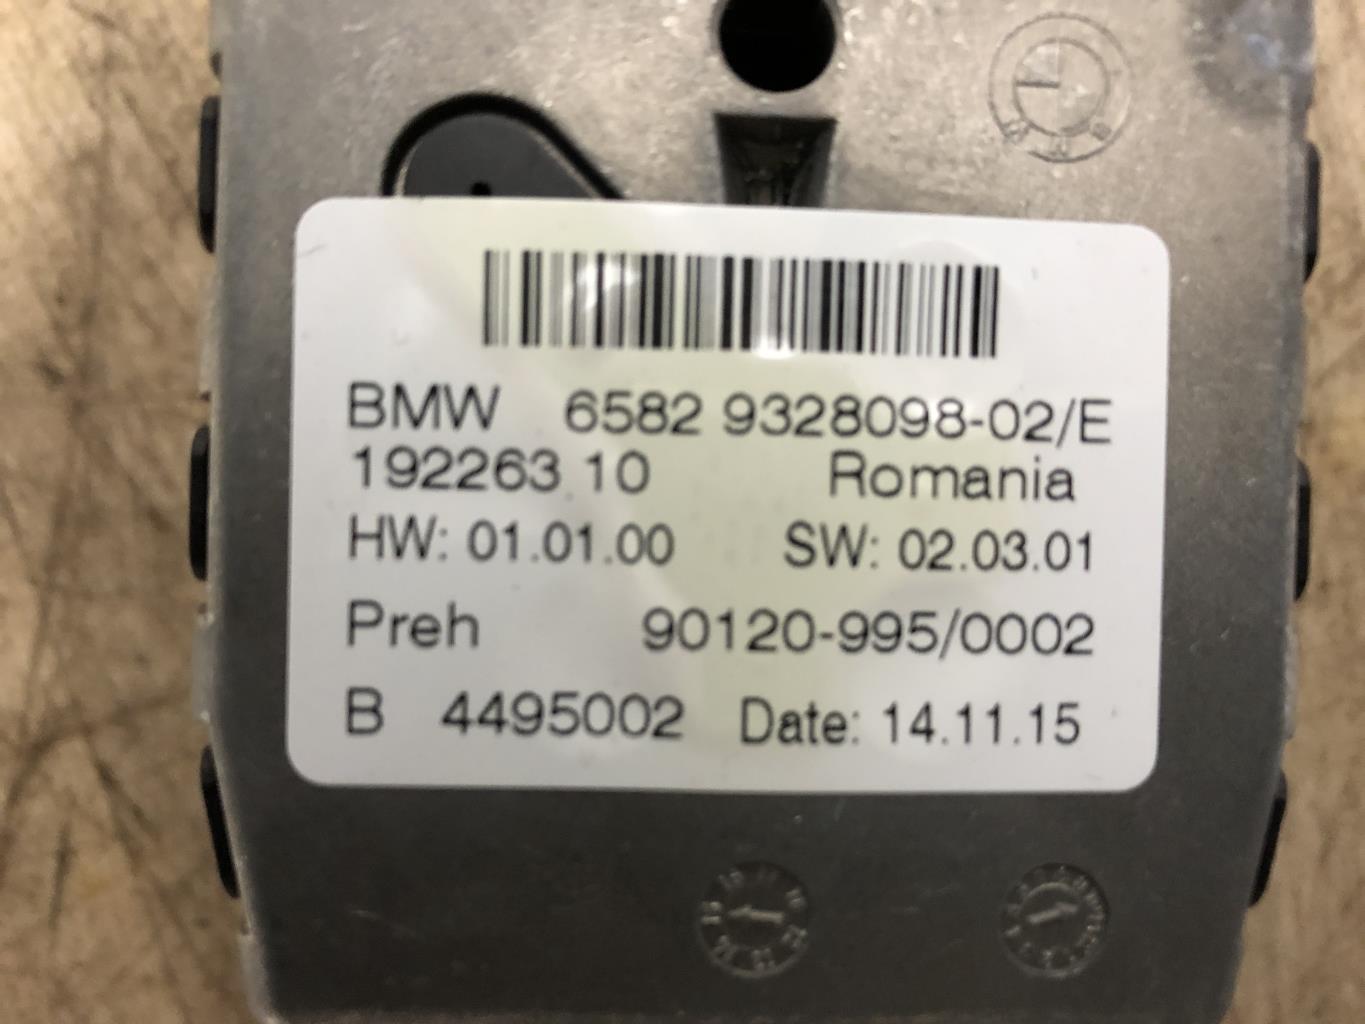 BMW 6582 9328098-02/E
192263 10 Romania
HW: 01.01.00 SW: 02.03.01
Preh 90120-995/0002
B 4495002 Date: 14.11.15